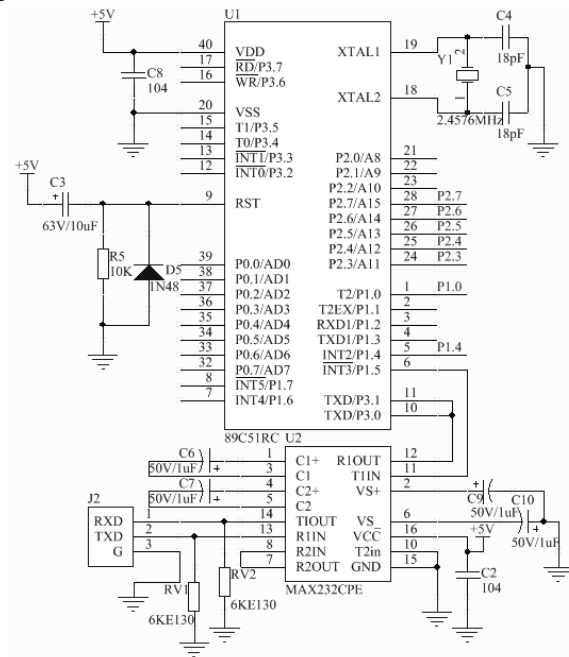 U1
+5V
40 VDD
17 RD/P3.7
16 WR/P3.6
C8
104
20 VSS
15 T1/P3.5
14 T0/P3.4
13 INT1/P3.3
12 INT0/P3.2
XTAL1 19
XTAL2 18
Y1
2
1
2.4576MHz
C4
18pF
C5
18pF
+5V
C3
+
63V/10uF
9 RST
R5
10K
D5
1N48
P2.0/A8 21
P2.1/A9 22
P2.2/A10 23
P2.7/A15 28 P2.7
P2.6/A14 27 P2.6
P2.5/A13 26 P2.5
P2.4/A12 25 P2.4
P2.3/A11 24 P2.3
39 P0.0/AD0
38 P0.1/AD1
37 P0.2/AD2
36 P0.3/AD3
35 P0.4/AD4
34 P0.5/AD5
33 P0.6/AD6
32 P0.7/AD7
8 INT5/P1.7
7 INT4/P1.6
T2/P1.0 1 P1.0
T2EX/P1.1 2
RXD1/P1.2 3
TXD1/P1.3 4
INT2/P1.4 5 P1.4
INT3/P1.5 6
TXD/P3.1 11
TXD/P3.0 10
89C51RC U2
C6
50V/1uF
+
C7
50V/1uF
+
1 C1+
3 C1
4 C2+
5 C2
14 TIOUT
13 R1IN
8 R2IN
7 R2OUT
R1OUT 12
T1IN 11
VS+ 2
VS_ 6
VCC 16
T2in 10
GND 15
MAX232CPE
J2
RXD 1
TXD 2
G 3
RV1
6KE130
RV2
6KE130
+
C9
50V/1uF
C10
+
50V/1uF
+5V
C2
104